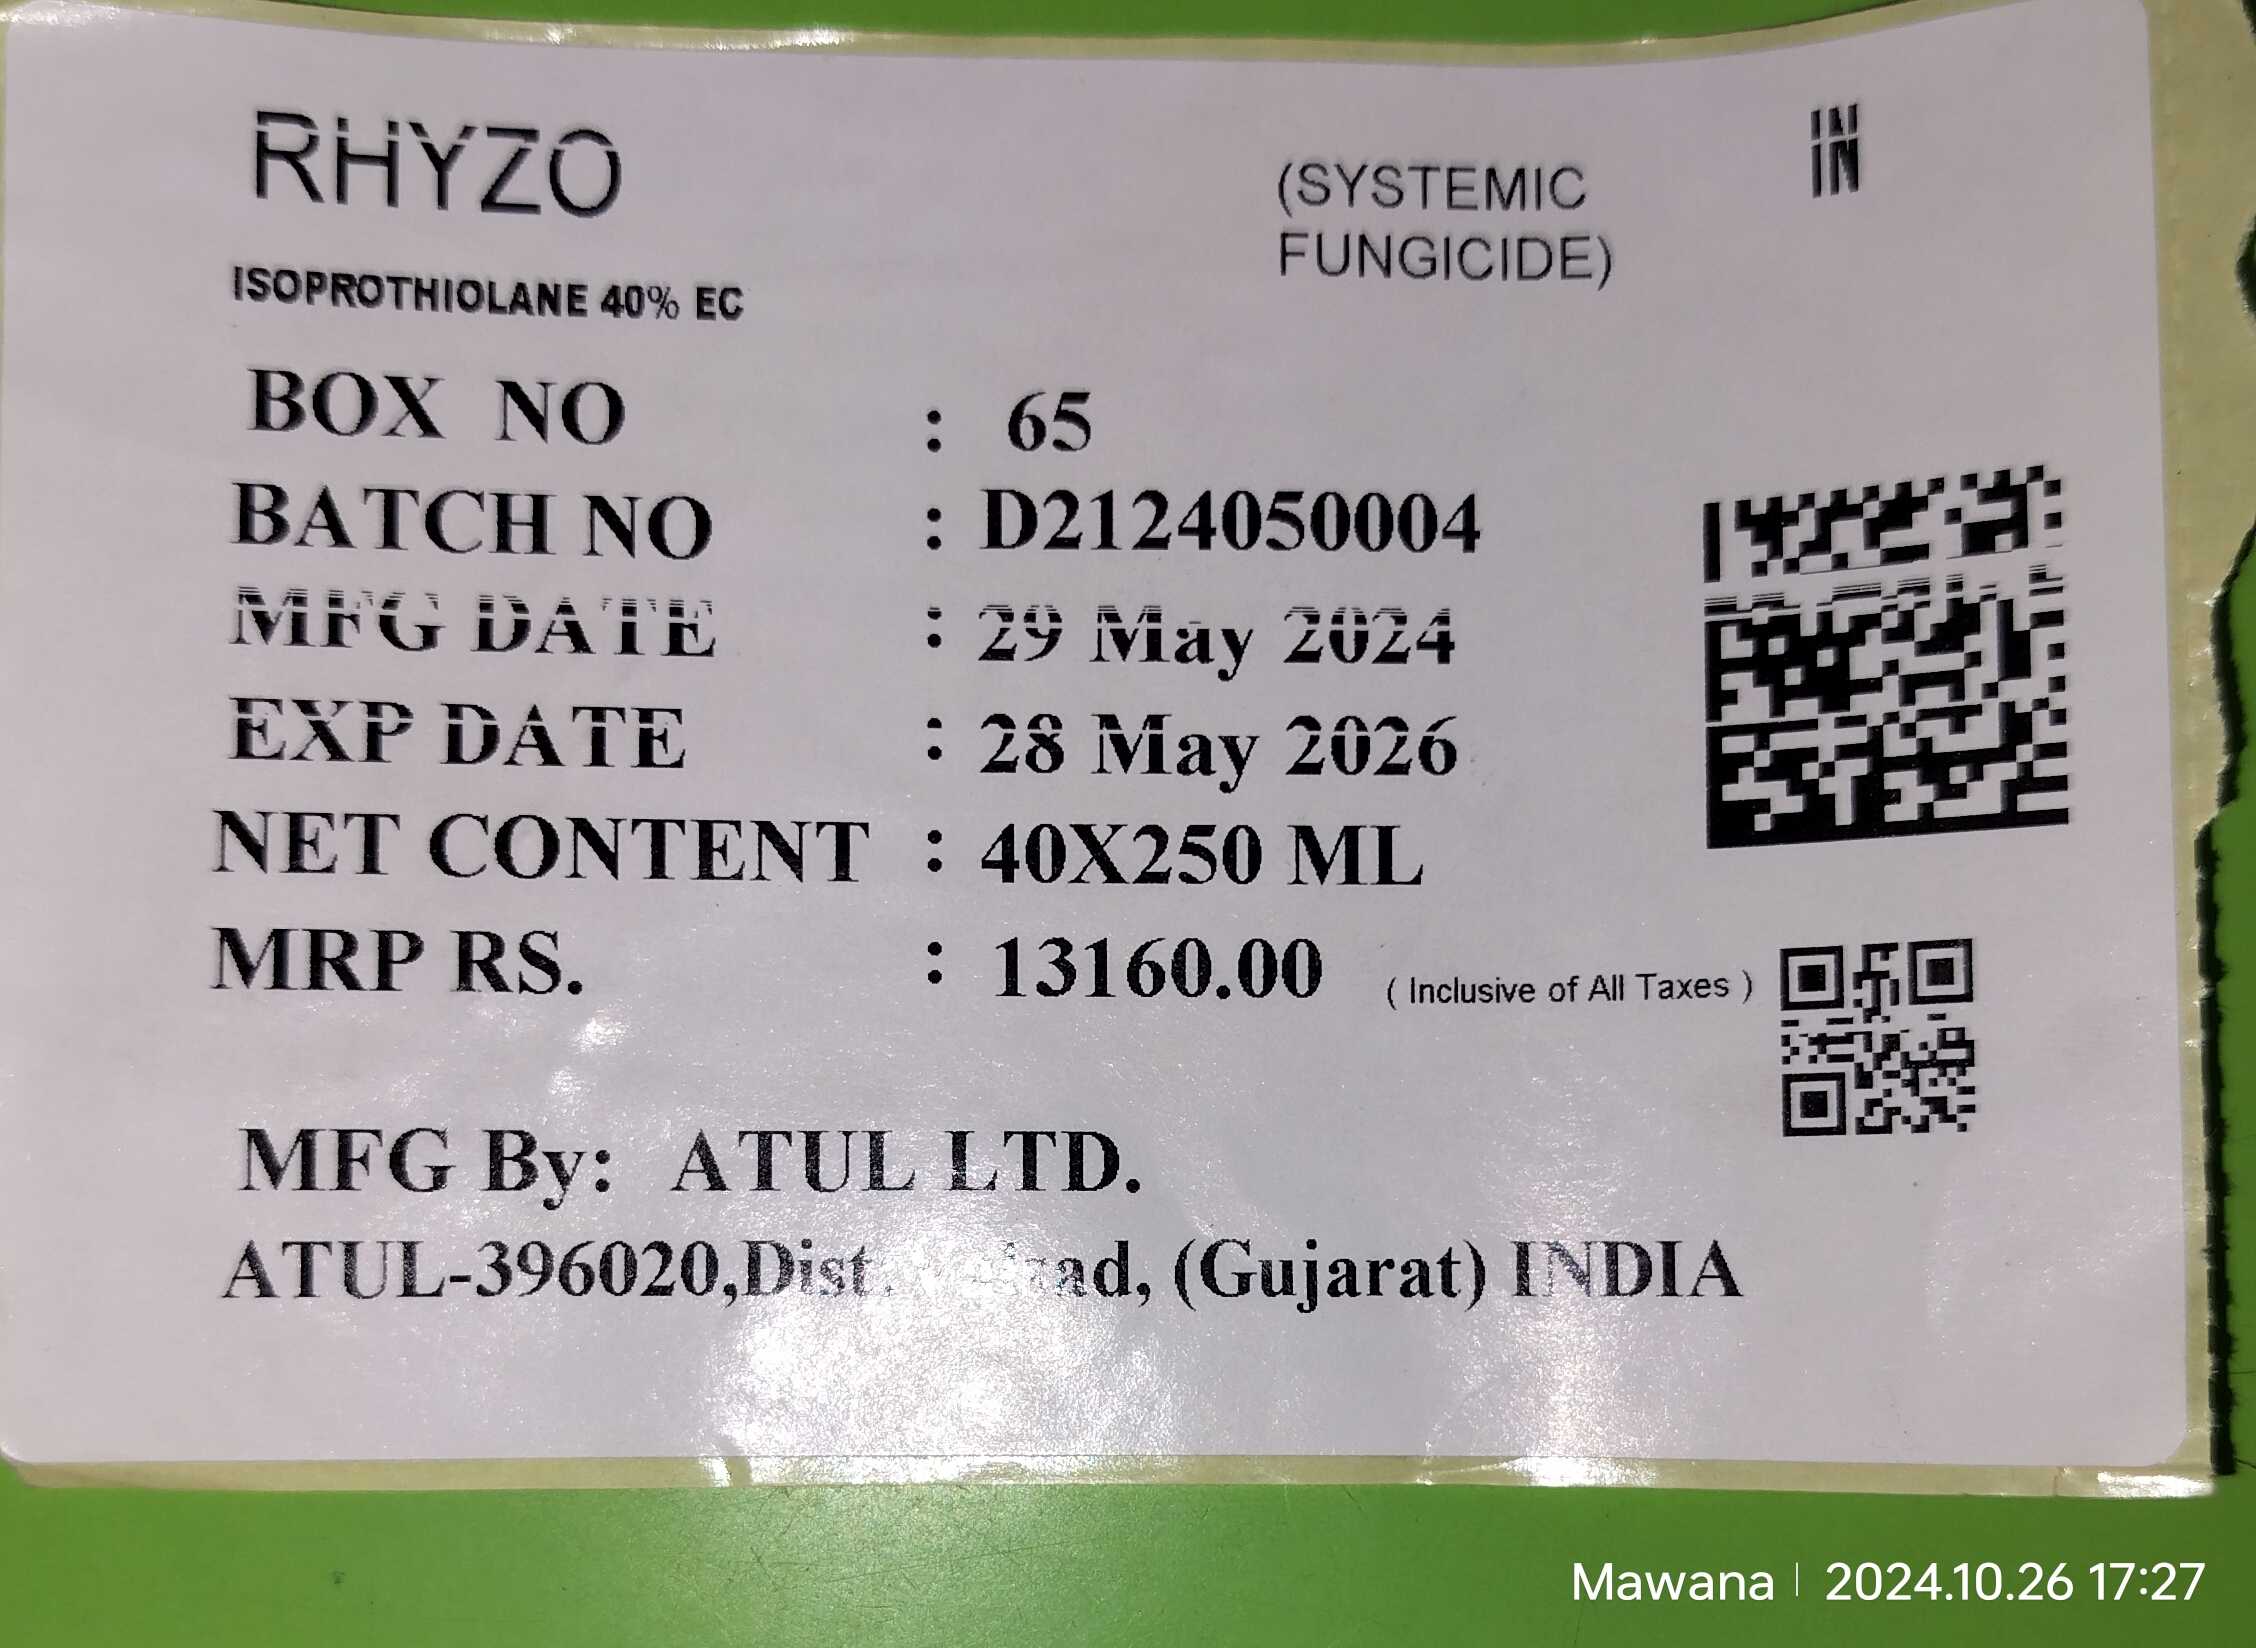 RHYZO
(SYSTEMIC
FUNGICIDE)
IN
IN
ISOPROTHIOLANE 40% EC
BOX NO : 65
BATCH NO : D2124050004
MFG DATE : 29 May 2024
EXP DATE : 28 May 2026
NET CONTENT : 40X250 ML
MRP RS. : 13160.00 ( Inclusive of All Taxes )
MFG By: ATUL LTD.
ATUL-396020,Dist. (Gujarat) INDIA
Mawana | 2024.10.26 17:27